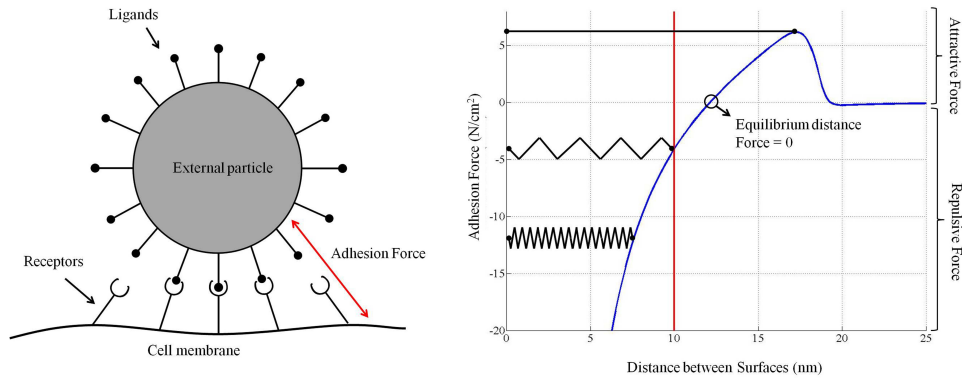 Ligands
External particle
Adhesion Force
Receptors
Cell membrane
Adhesion Force (N/cm²)
5
0
-5
-10
-15
-20
0
5
10
15
20
25
Distance between Surfaces (nm)
Equilibrium distance
Force = 0
Attractive Force
Repulsive Force